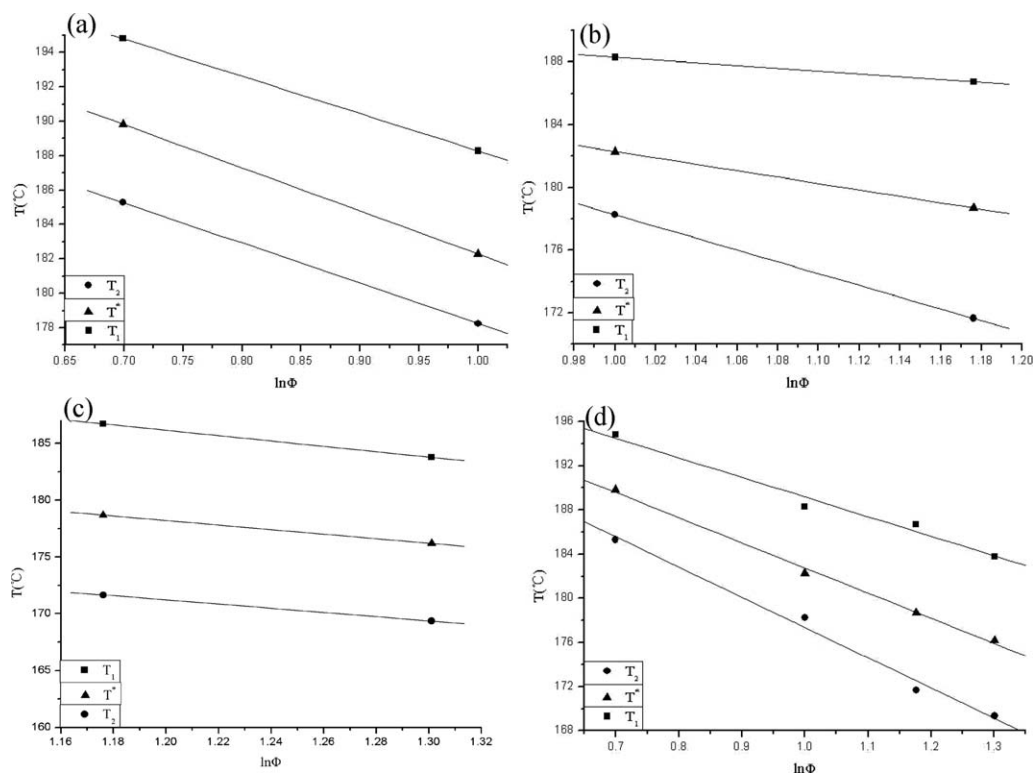 (a)
T(℃)
194
192
190
188
186
184
182
180
178
0.65 0.70 0.75 0.80 0.85 0.90 0.95 1.00
lnΦ
T₂
T*
T₁
(b)
T(℃)
188
184
180
176
172
0.98 1.00 1.02 1.04 1.06 1.08 1.10 1.12 1.14 1.16 1.18 1.20
lnΦ
T₂
T*
T₁
(c)
T(℃)
185
180
175
170
165
160
1.16 1.18 1.20 1.22 1.24 1.26 1.28 1.30 1.32
lnΦ
T₁
T*
T₂
(d)
T(℃)
196
192
188
184
180
176
172
168
0.7 0.8 0.9 1.0 1.1 1.2 1.3
lnΦ
T₂
T*
T₁